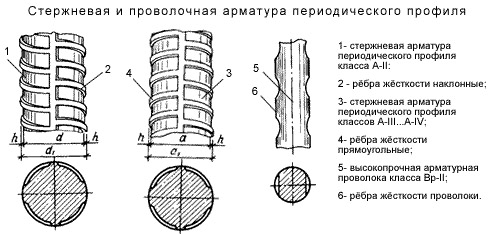 Стержневая и проволочная арматура периодического профиля
1
2
4
3
5
6
h
d
h
d₁
h
a
h
a₁
1- стержневая арматура
периодического профиля
класса А-II:
2 - рёбра жёсткости наклонные;
3- стержневая арматура
периодического профиля
классов А-III...А-IV;
4- рёбра жёсткости
прямоугольные;
5- высокопрочная арматурная
проволока класса Вр-II;
6- рёбра жёсткости проволоки.